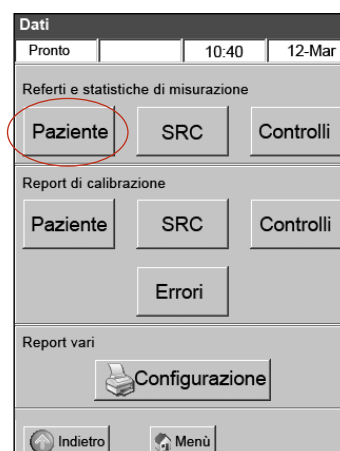 Dati
Pronto 10:40 12-Mar
Referti e statistiche di misurazione
Paziente SRC Controlli
Report di calibrazione
Paziente SRC Controlli
Errori
Report vari
Configurazione
Indietro Menù